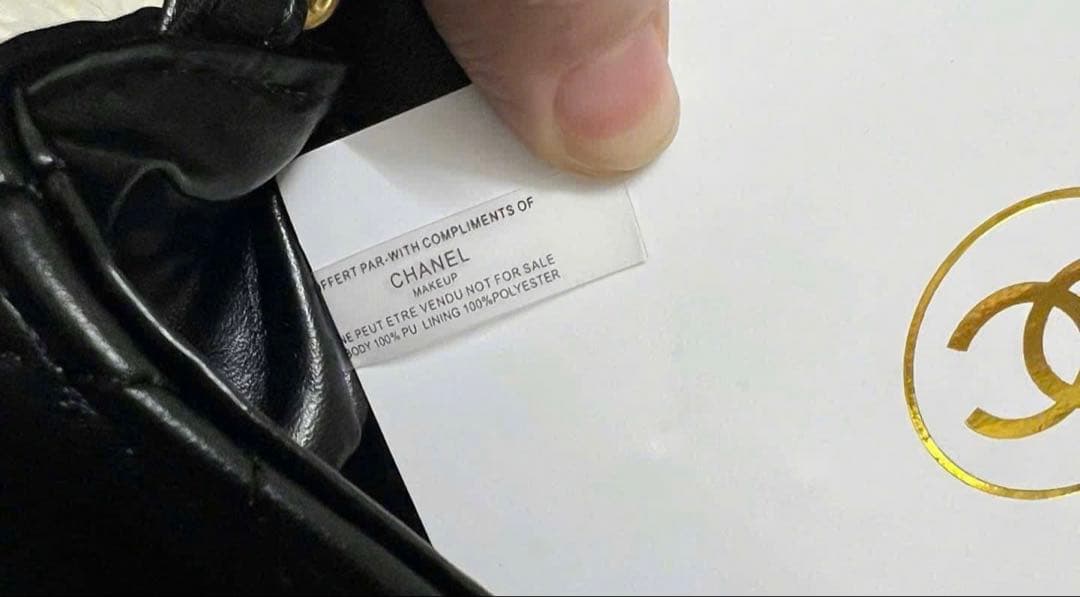 FFERT PAR-WITH COMPLIMENTS OF
CHANEL
MAKEUP
NE PEUT ETRE VENDU NOT FOR SALE
BODY 100% PU LINING 100%POLYESTER